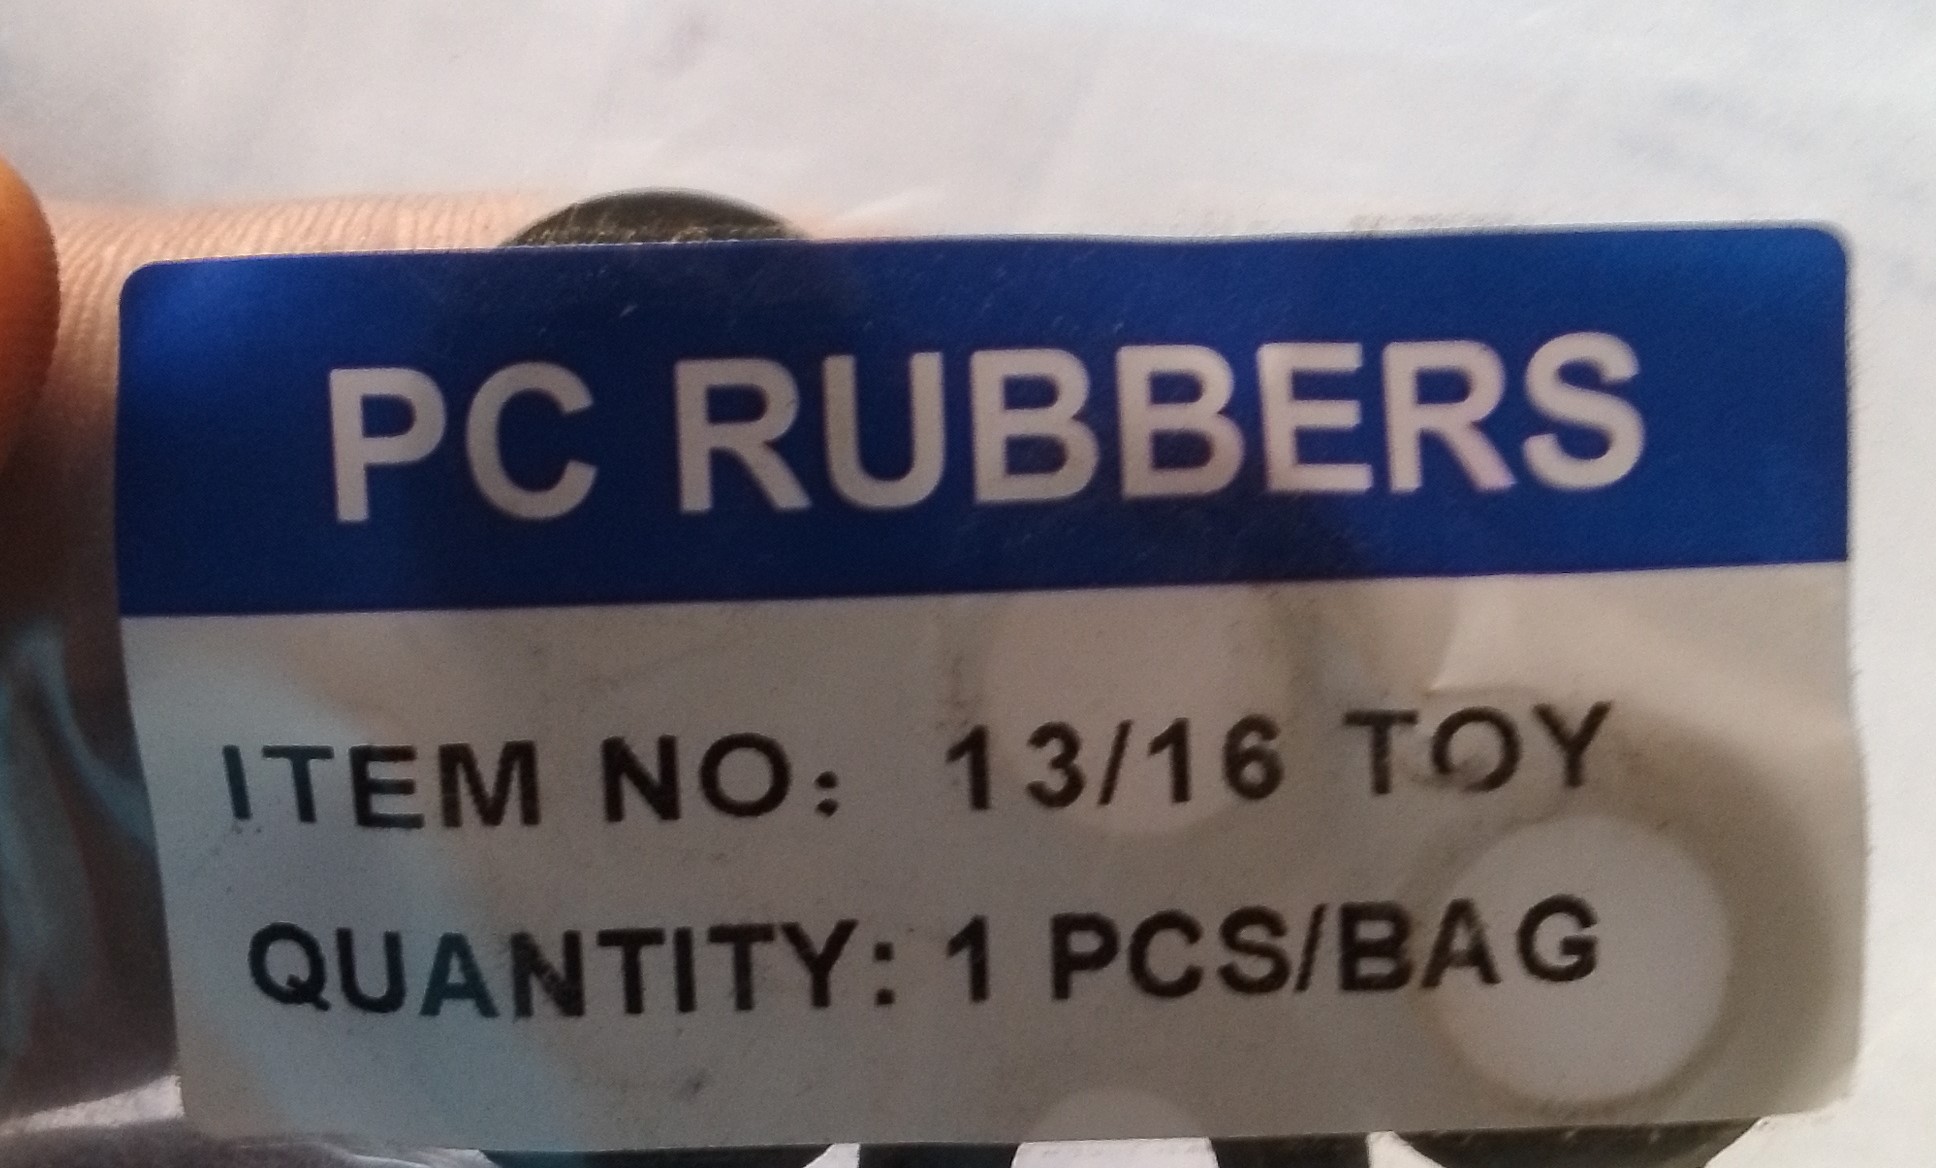 PC RUBBERS
ITEM NO: 13/16 TOY
QUANTITY: 1 PCS/BAG